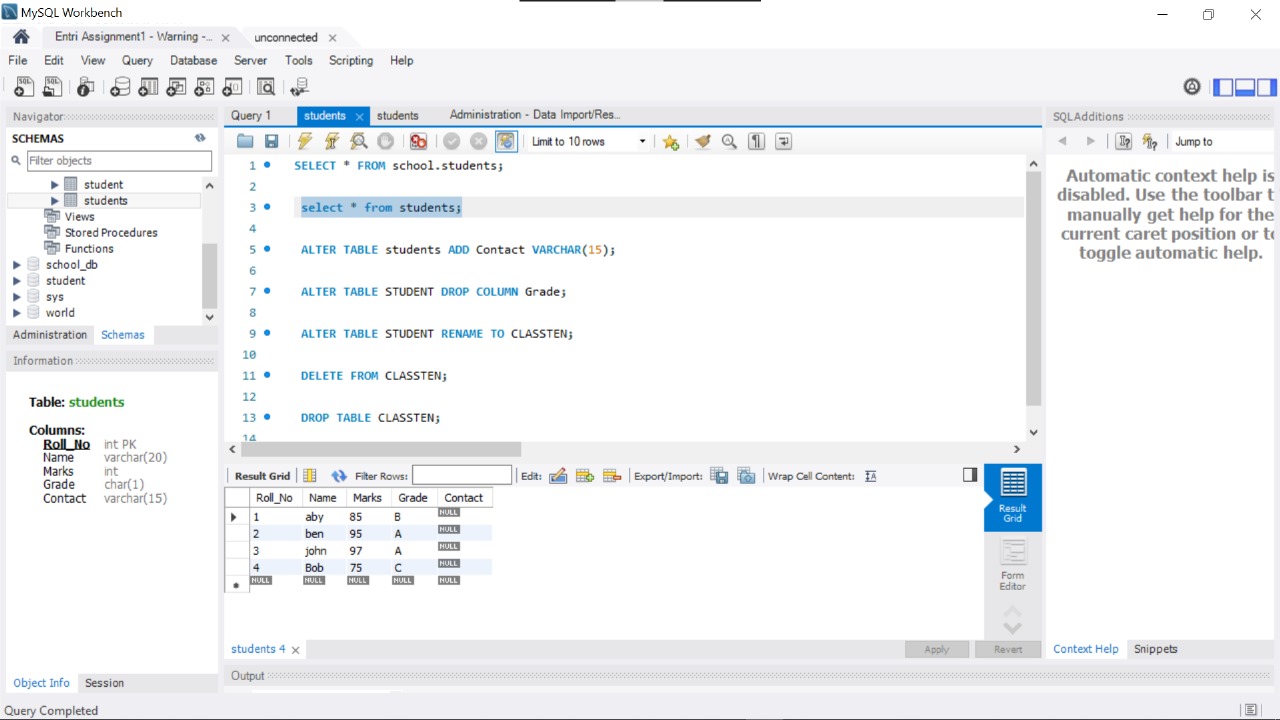 MySQL Workbench
Entri Assignment1 - Warning -... unconnected
File Edit View Query Database Server Tools Scripting Help
Navigator
SCHEMAS
Filter objects
student
students
Views
Stored Procedures
Functions
school_db
student
sys
world
Administration Schemas
Information
Table: students
Columns:
Roll_No int PK
Name varchar(20)
Marks int
Grade char(1)
Contact varchar(15)
Object Info Session
Query Completed
Query 1 students students Administration - Data Import/Res...
Limit to 10 rows
1 SELECT * FROM school.students;
2
3 select * from students;
4
5 ALTER TABLE students ADD Contact VARCHAR(15);
6
7 ALTER TABLE STUDENT DROP COLUMN Grade;
8
9 ALTER TABLE STUDENT RENAME TO CLASSTEN;
10
11 DELETE FROM CLASSTEN;
12
13 DROP TABLE CLASSTEN;
14
Result Grid Filter Rows: Edit: Export/Import: Wrap Cell Content:
Roll_No Name Marks Grade Contact
1 aby 85 B NULL
2 ben 95 A NULL
3 john 97 A NULL
4 Bob 75 C NULL
NULL NULL NULL NULL NULL
Result
Grid
Form
Editor
students 4 Apply Revert
Output
SQLAdditions
Jump to
Automatic context help is
disabled. Use the toolbar t
manually get help for the
current caret position or to
toggle automatic help.
Context Help Snippets